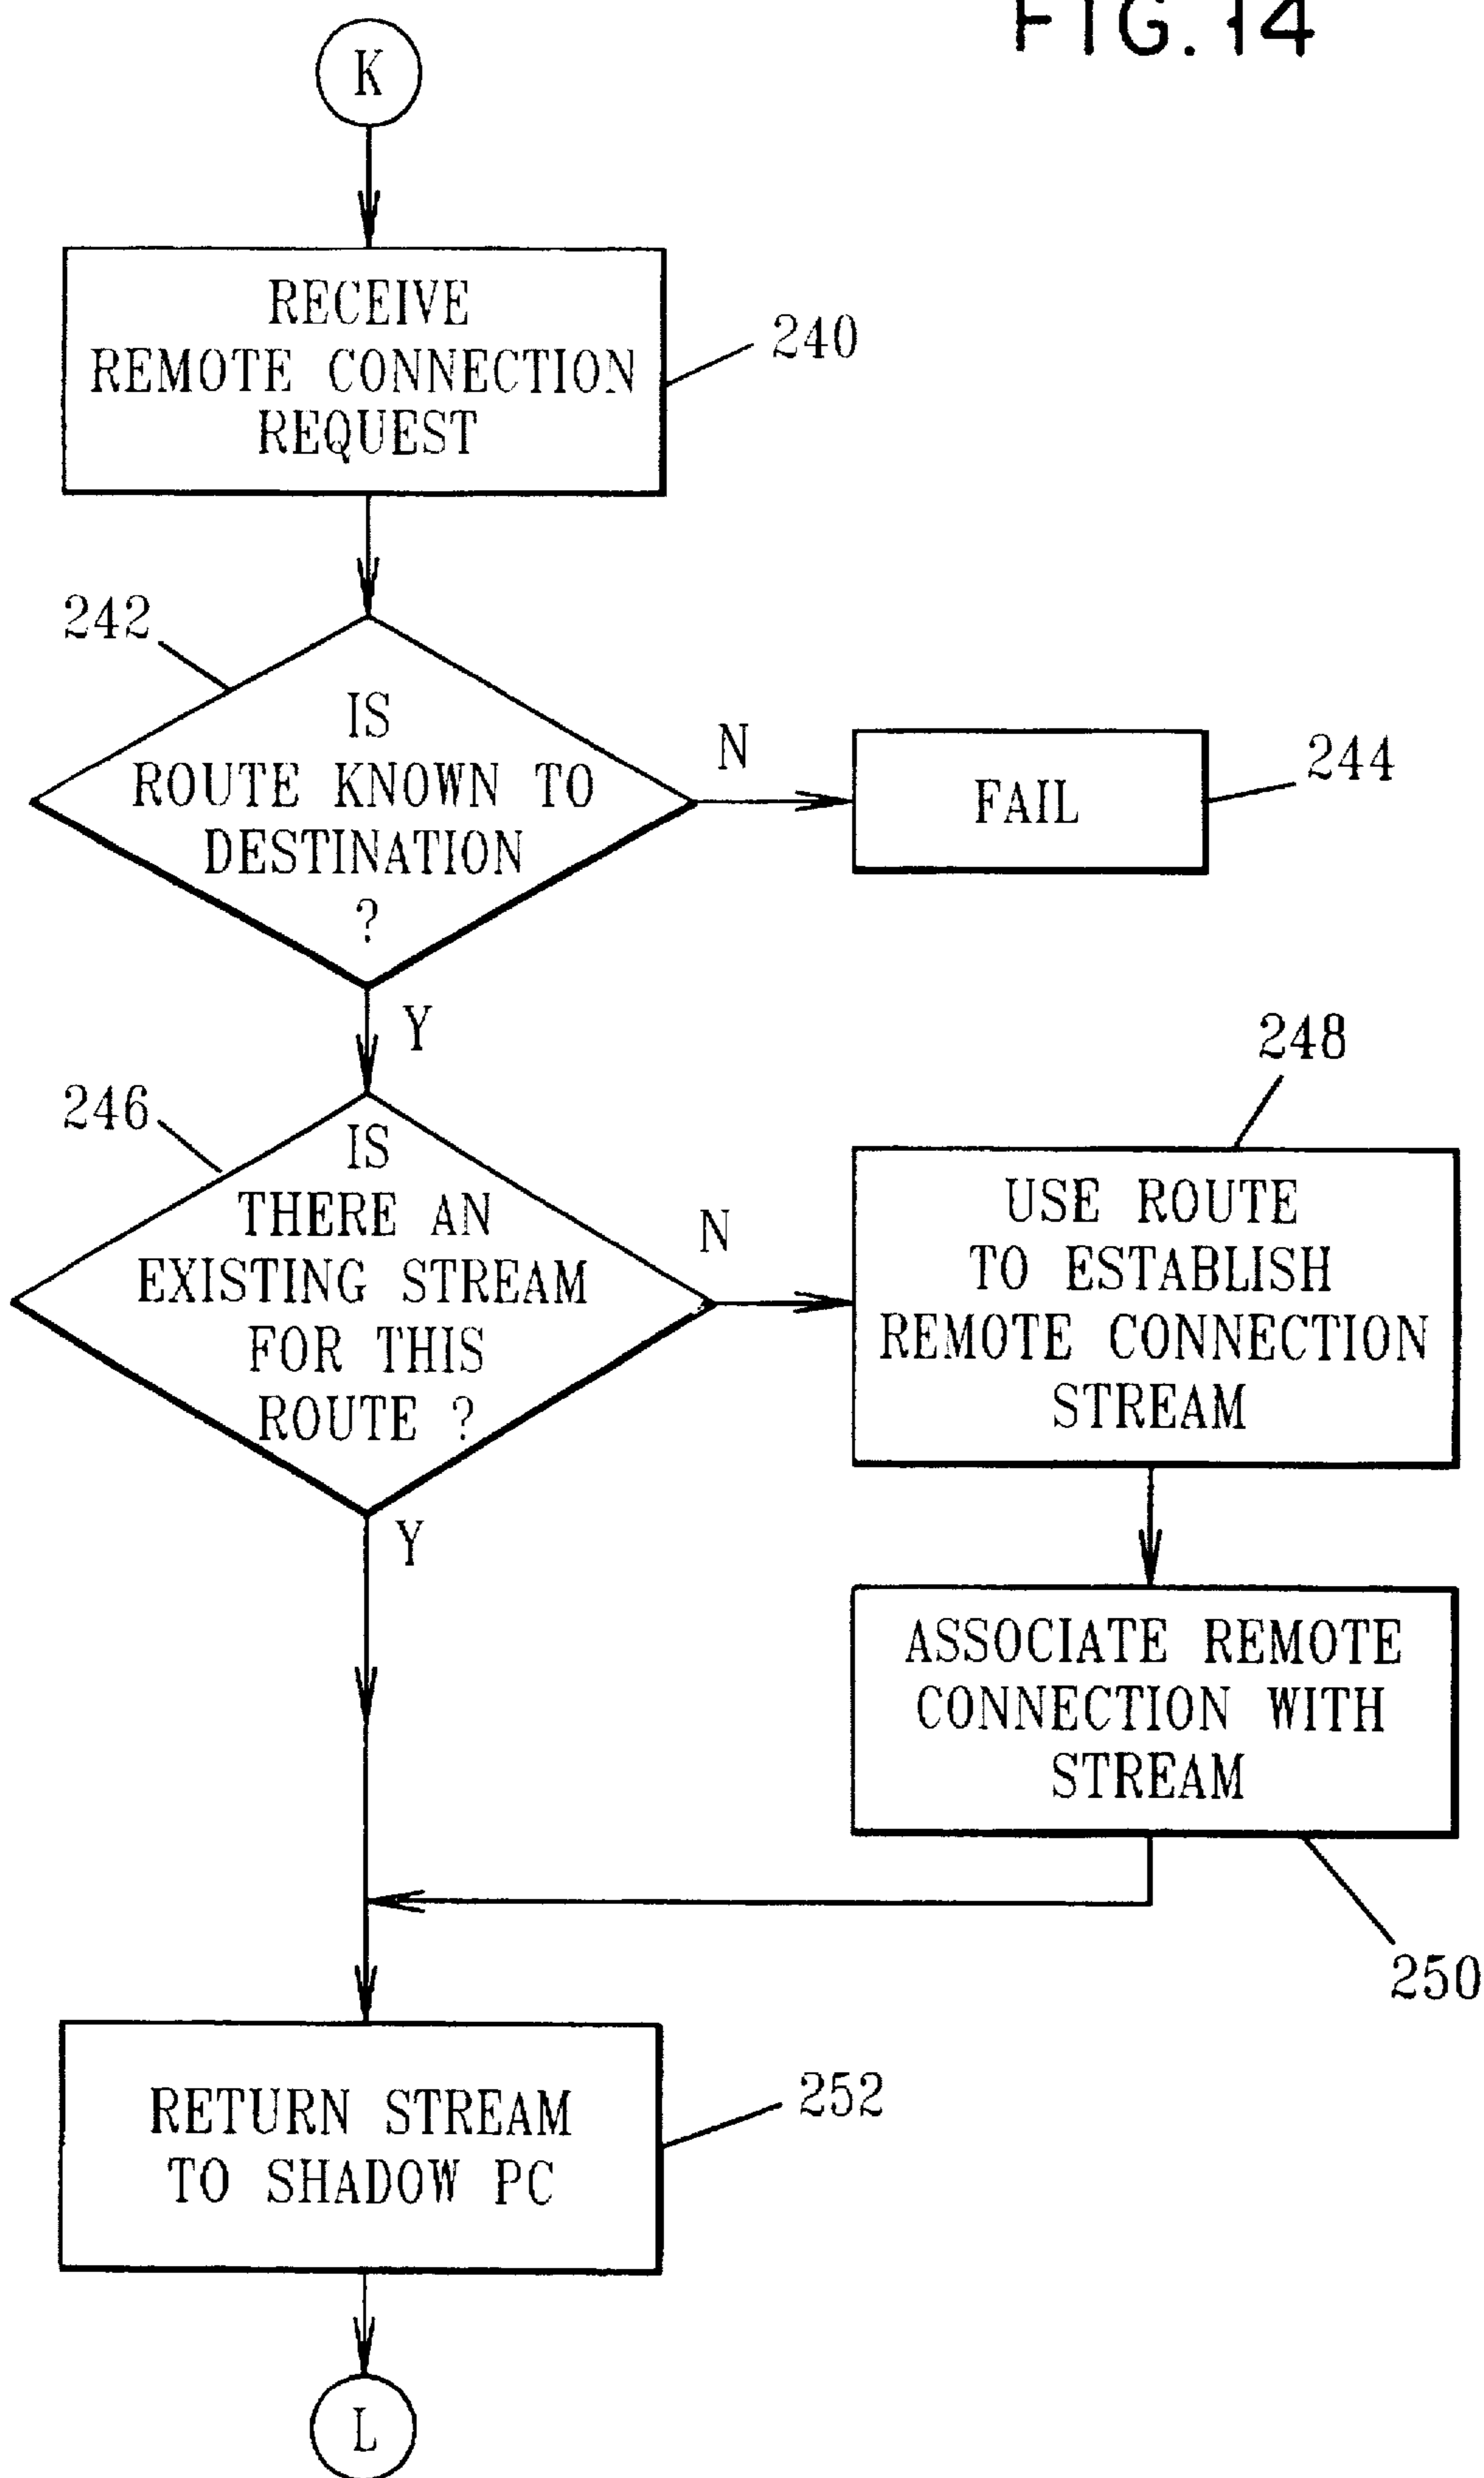 FIG. 14
K
RECEIVE
REMOTE CONNECTION
REQUEST
240
242
IS
ROUTE KNOWN TO
DESTINATION
?
N
FAIL
244
Y
246
IS
THERE AN
EXISTING STREAM
FOR THIS
ROUTE ?
N
248
USE ROUTE
TO ESTABLISH
REMOTE CONNECTION
STREAM
Y
ASSOCIATE REMOTE
CONNECTION WITH
STREAM
250
RETURN STREAM
TO SHADOW PC
252
L